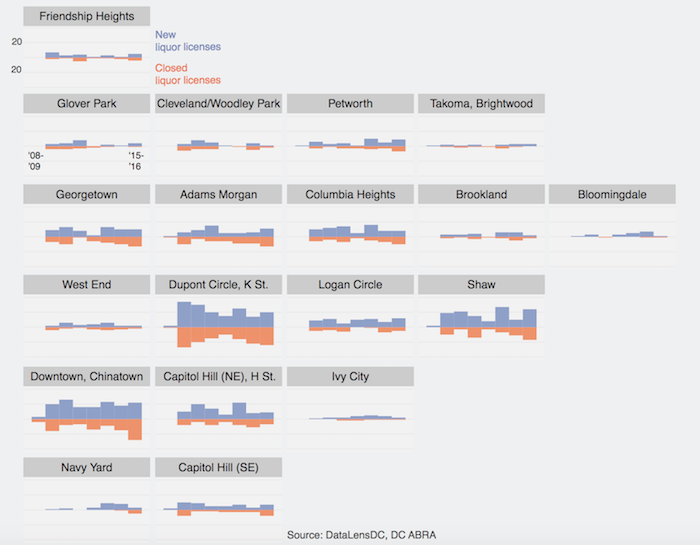 Friendship Heights
20
20
New
liquor licenses
Closed
liquor licenses
Glover Park
Cleveland/Woodley Park
Petworth
Takoma, Brightwood
'08-
'09
'15-
'16
Georgetown
Adams Morgan
Columbia Heights
Brookland
Bloomingdale
West End
Dupont Circle, K St.
Logan Circle
Shaw
Downtown, Chinatown
Capitol Hill (NE), H St.
Ivy City
Navy Yard
Capitol Hill (SE)
Source: DataLensDC, DC ABRA